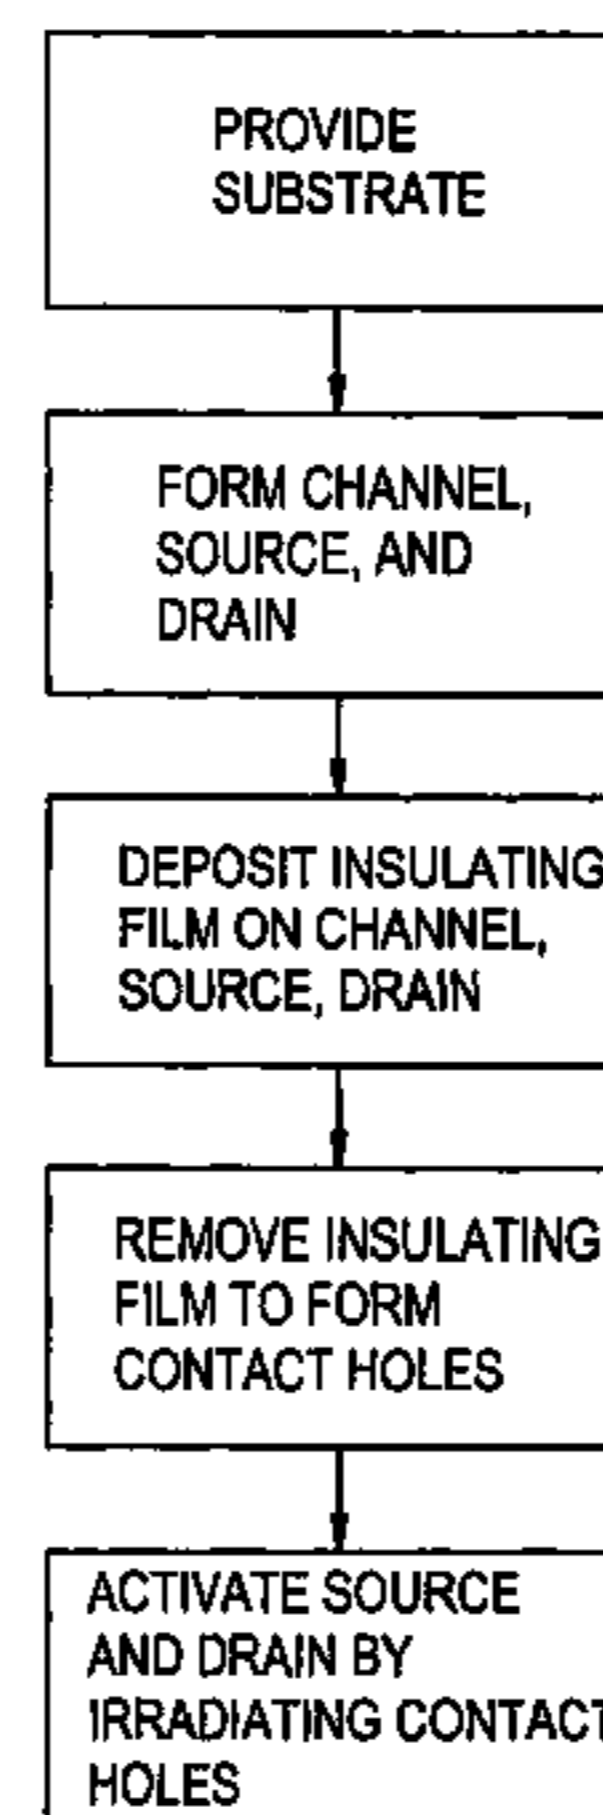 PROVIDE
SUBSTRATE
FORM CHANNEL,
SOURCE, AND
DRAIN
DEPOSIT INSULATING
FILM ON CHANNEL,
SOURCE, DRAIN
REMOVE INSULATING
FILM TO FORM
CONTACT HOLES
ACTIVATE SOURCE
AND DRAIN BY
IRRADIATING CONTACT
HOLES